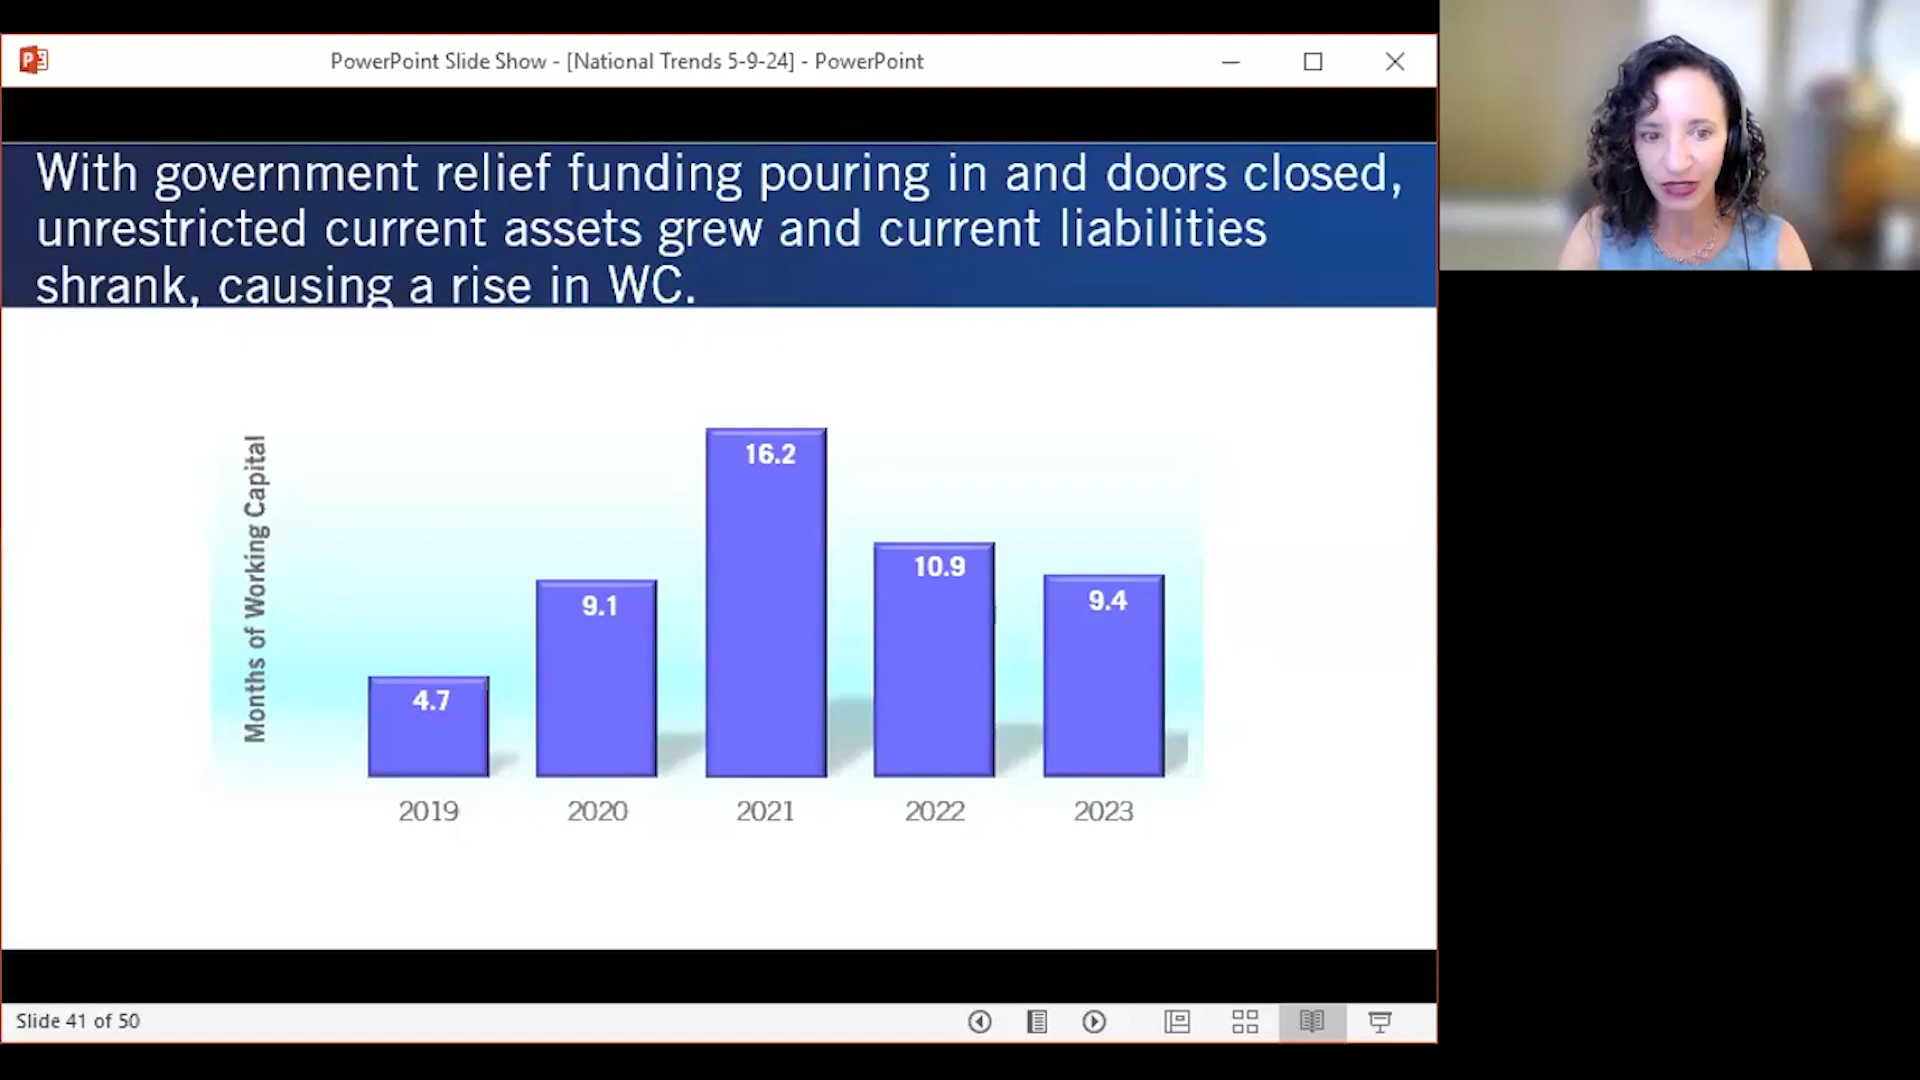 PowerPoint Slide Show - [National Trends 5-9-24] - PowerPoint
With government relief funding pouring in and doors closed,
unrestricted current assets grew and current liabilities
shrank, causing a rise in WC.
Months of Working Capital
16.2
10.9
9.4
9.1
4.7
2019 2020 2021 2022 2023
Slide 41 of 50